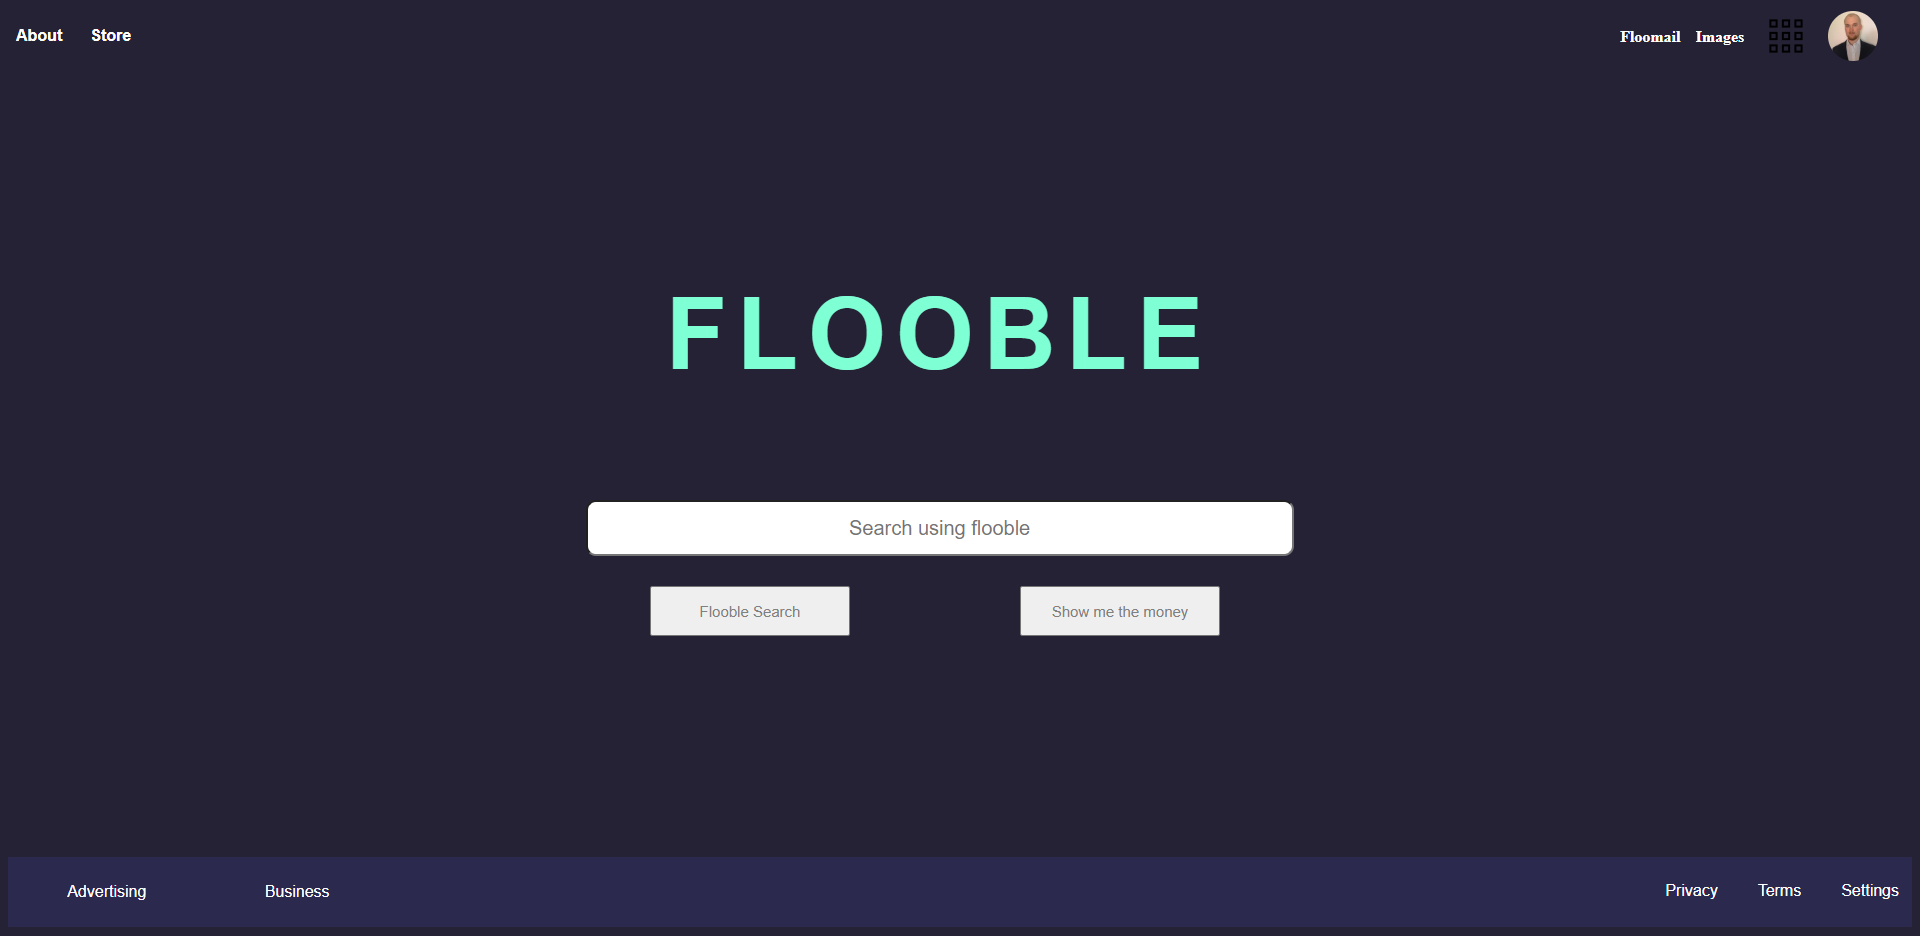 About Store Floomail Images
FLOOBLE
Search using flooble
Flooble Search Show me the money
Advertising Business Privacy Terms Settings